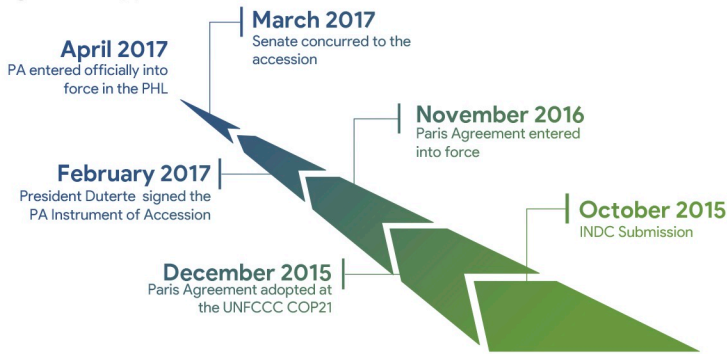 March 2017
Senate concurred to the
accession
April 2017
PA entered officially into
force in the PHL
November 2016
Paris Agreement entered
into force
February 2017
President Duterte signed the
PA Instrument of Accession
October 2015
INDC Submission
December 2015
Paris Agreement adopted at
the UNFCCC COP21